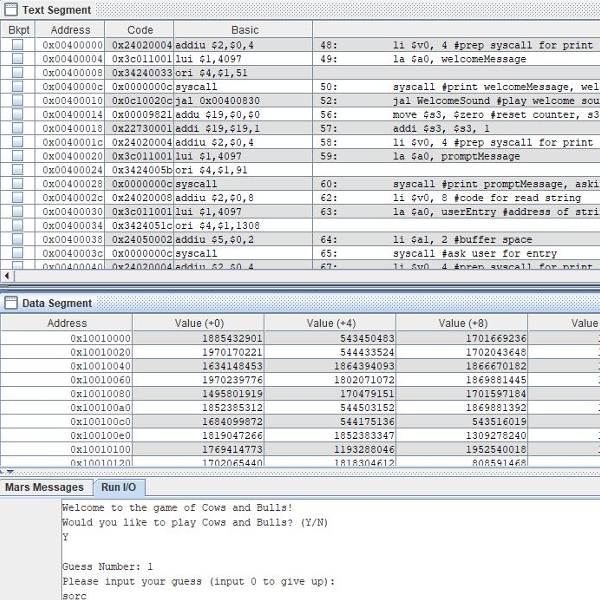 Text Segment
Bkpt Address Code Basic
0x00400000 0x24020004 addiu $2,$0,4 48: li $v0, 4 #prep syscall for print
0x00400004 0x3c011001 lui $1,4097 49: la $a0, welcomeMessage
0x00400008 0x34240033 ori $4,$1,51
0x0040000c 0x0000000c syscall 50: syscall #print welcomeMessage, wel
0x00400010 0x0c10020c jal 0x00400830 52: jal WelcomeSound #play welcome sou
0x00400014 0x00009821 addu $19,$0,$0 56: move $s3, $zero #reset counter, s3
0x00400018 0x22730001 addi $19,$19,1 57: addi $s3, $s3, 1
0x0040001c 0x24020004 addiu $2,$0,4 58: li $v0, 4 #prep syscall for print
0x00400020 0x3c011001 lui $1,4097 59: la $a0, promptMessage
0x00400024 0x3424005b ori $4,$1,91
0x00400028 0x0000000c syscall 60: syscall #print promptMessage, aski
0x0040002c 0x24020008 addiu $2,$0,8 62: li $v0, 8 #code for read string
0x00400030 0x3c011001 lui $1,4097 63: la $a0, userEntry #address of stri
0x00400034 0x3424051c ori $4,$1,1308
0x00400038 0x24050002 addiu $5,$0,2 64: li $a1, 2 #buffer space
0x0040003c 0x0000000c syscall 65: syscall #ask user for entry
0x00400040 0x24020004 addiu $2,$0,4 67: li $v0, 4 #prep syscall for print
Data Segment
Address Value (+0) Value (+4) Value (+8) Value
0x10010000 1885432901 543450483 1701669236
0x10010020 1970170221 544433524 1702043648
0x10010040 1634148453 1864394093 1866670182
0x10010060 1970239776 1802071072 1869881445
0x10010080 1495801919 170479151 1701597184
0x100100a0 1852385312 544503152 1869881392
0x100100c0 1684099872 544175136 543516019
0x100100e0 1819047266 1852383347 1309278240
0x10010100 1769414773 1193288046 1952540018
0x10010120 1702065440 1818304612 808591468
Mars Messages Run I/O
Welcome to the game of Cows and Bulls!
Would you like to play Cows and Bulls? (Y/N)
Y
Guess Number: 1
Please input your guess (input 0 to give up):
sorc